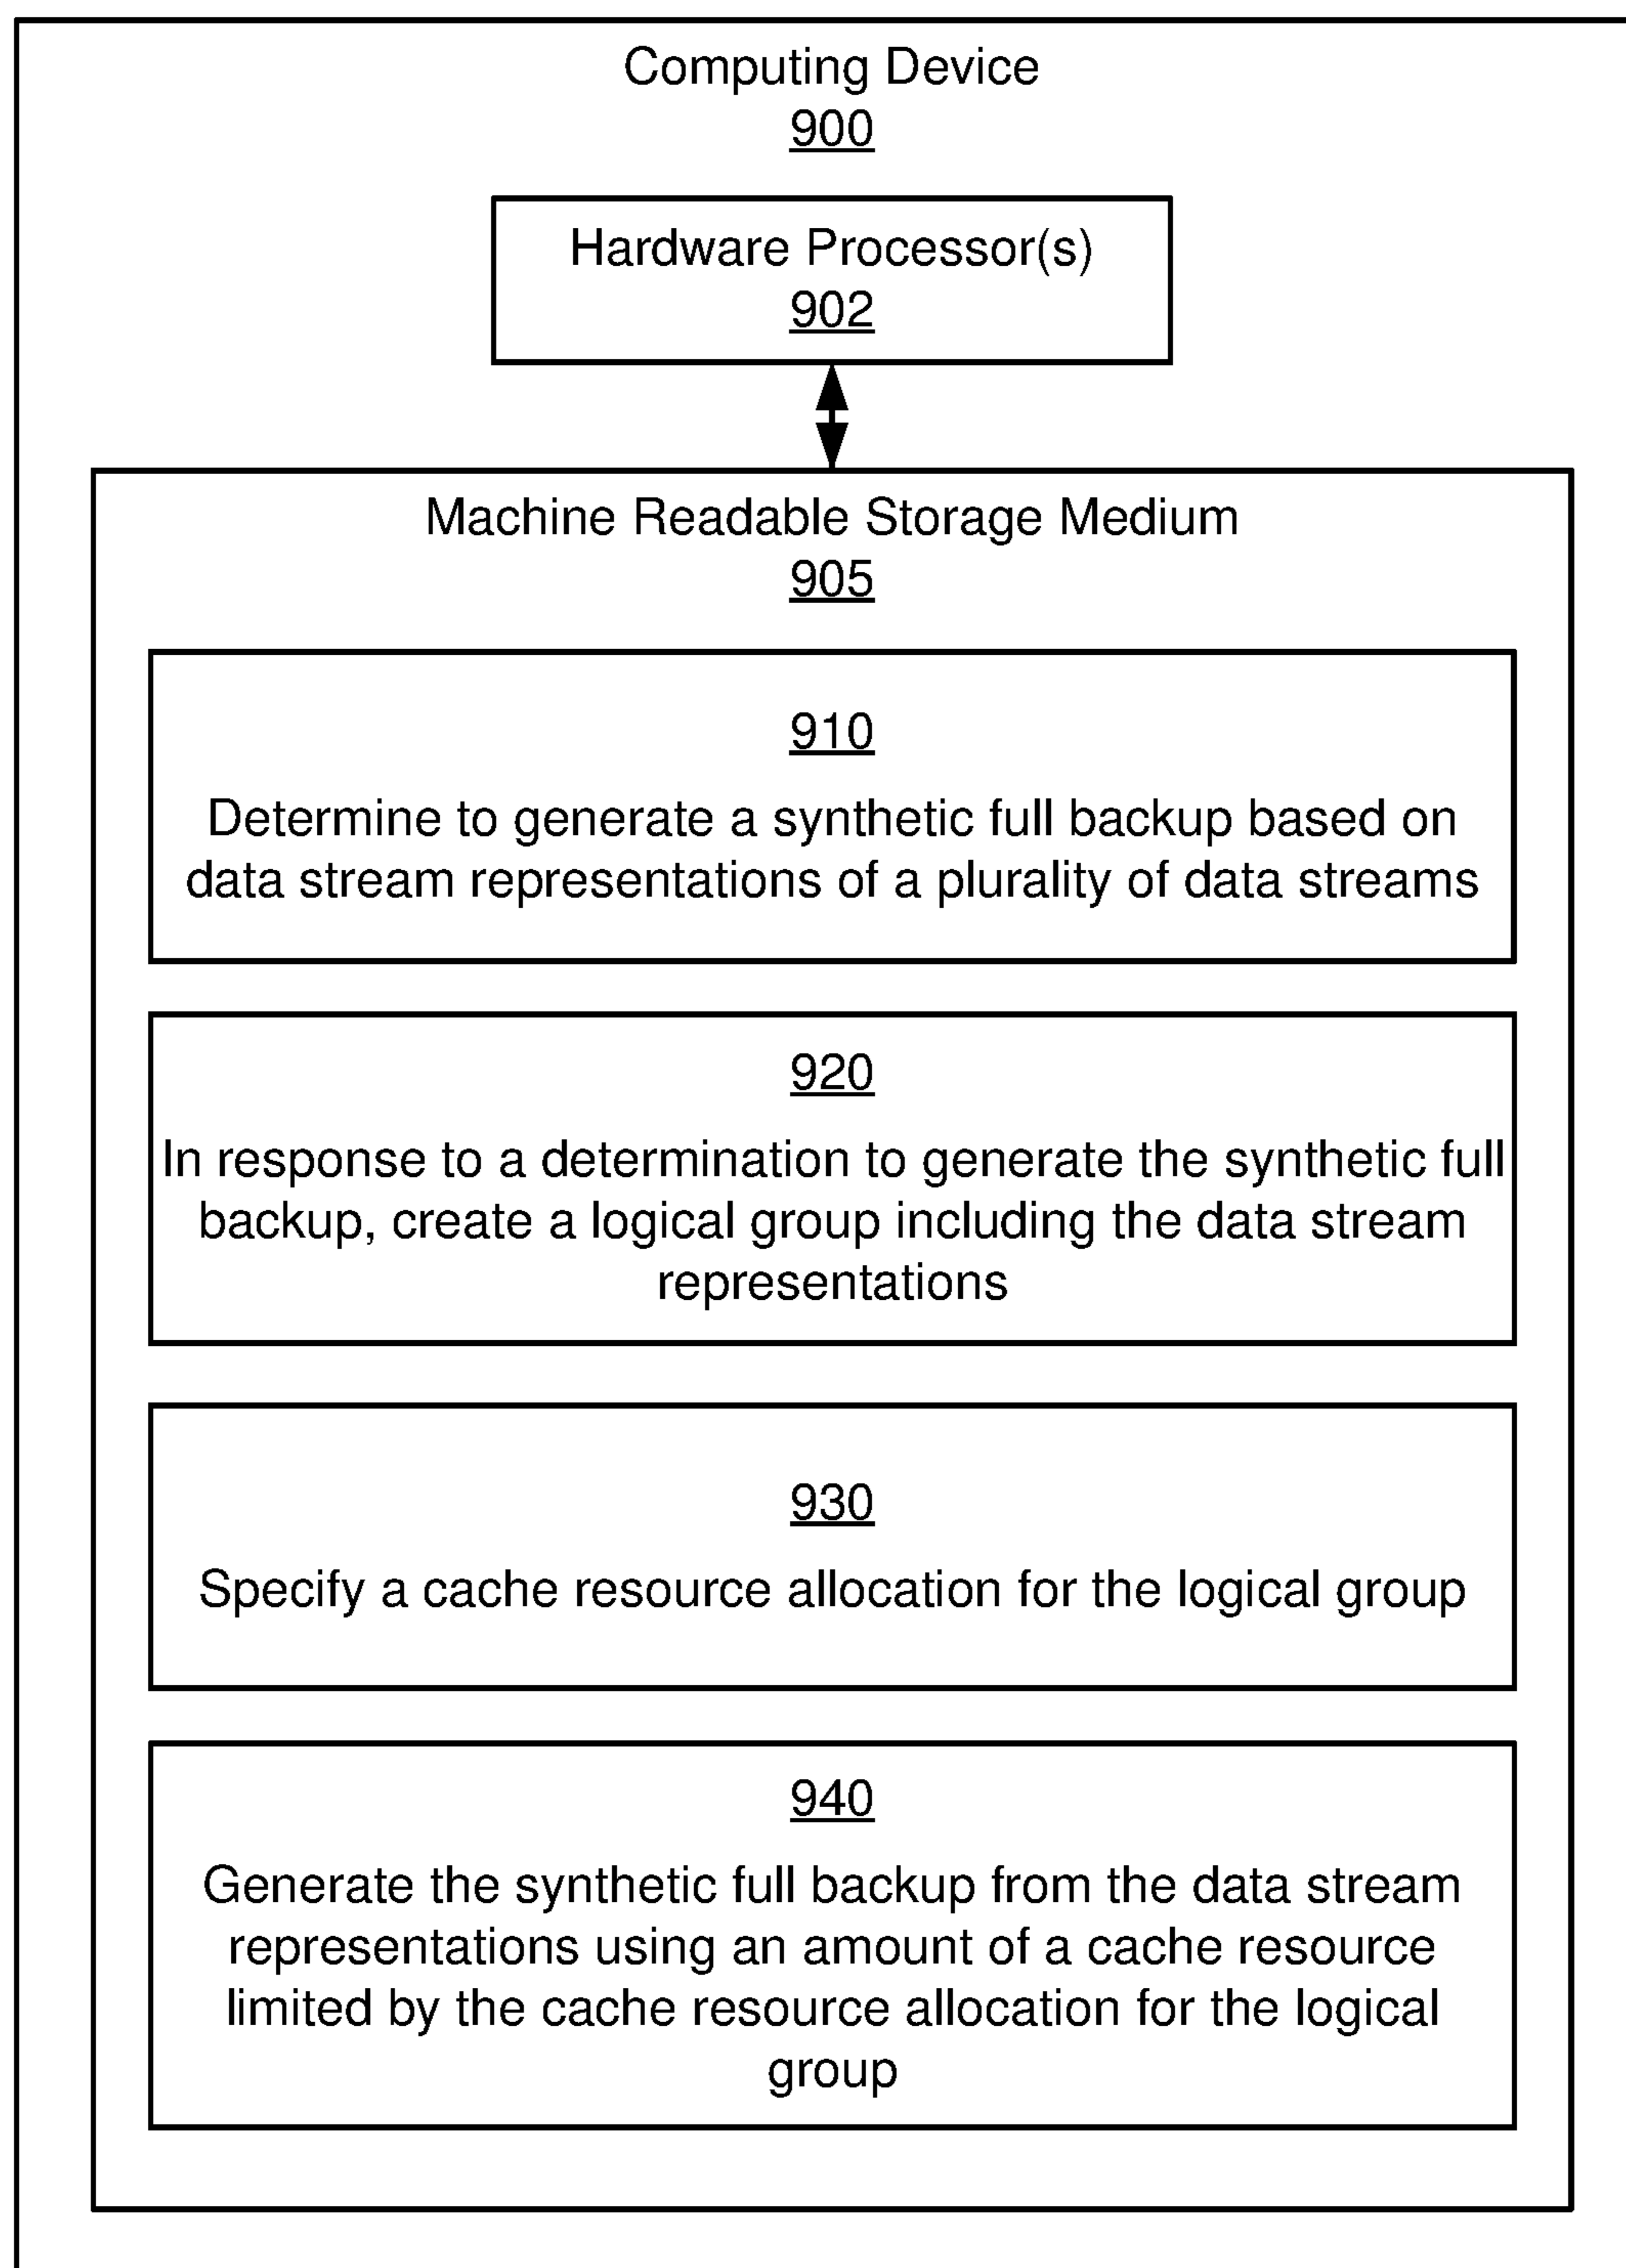 Computing Device
900
Hardware Processor(s)
902
Machine Readable Storage Medium
905
910
Determine to generate a synthetic full backup based on
data stream representations of a plurality of data streams
920
In response to a determination to generate the synthetic full
backup, create a logical group including the data stream
representations
930
Specify a cache resource allocation for the logical group
940
Generate the synthetic full backup from the data stream
representations using an amount of a cache resource
limited by the cache resource allocation for the logical
group